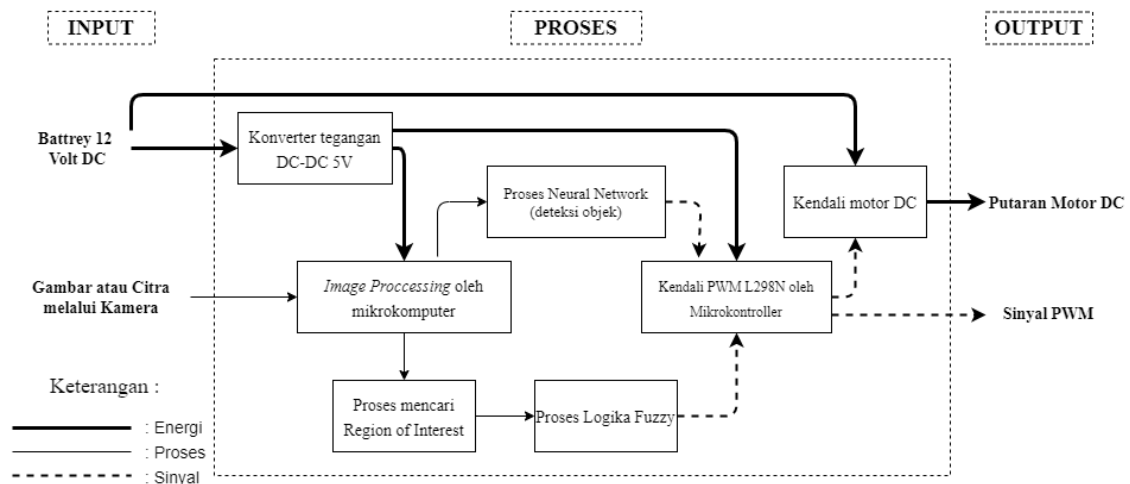 INPUT
PROSES
OUTPUT
Battrey 12
Volt DC
Konverter tegangan
DC-DC 5V
Proses Neural Network
(deteksi objek)
Kendali motor DC
Putaran Motor DC
Gambar atau Citra
melalui Kamera
Image Proccessing oleh
mikrokomputer
Kendali PWM L298N oleh
Mikrokontroller
Sinyal PWM
Keterangan :
: Energi
: Proses
: Sinyal
Proses mencari
Region of Interest
Proses Logika Fuzzy